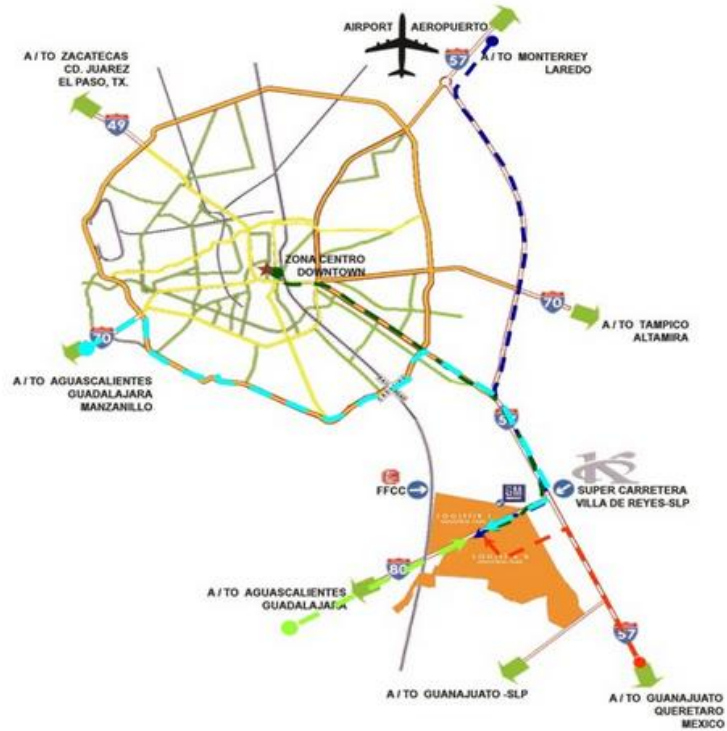 AIRPORT AEROPUERTO
57
A / TO MONTERREY
LAREDO
A / TO ZACATECAS
CD. JUAREZ
EL PASO, TX.
49
ZONA CENTRO
DOWNTOWN
70
A / TO TAMPICO
ALTAMIRA
70
A / TO AGUASCALIENTES
GUADALAJARA
MANZANILLO
57
K
FFCC
GM
SUPER CARRETERA
VILLA DE REYES-SLP
80
A / TO AGUASCALIENTES
GUADALAJARA
57
A / TO GUANAJUATO -SLP
A / TO GUANAJUATO
QUERETARO
MEXICO